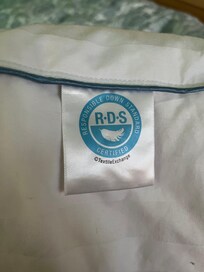 RESPONSIBLE DOWN STANDARD
R·D·S
CERTIFIED
©TextileExchange